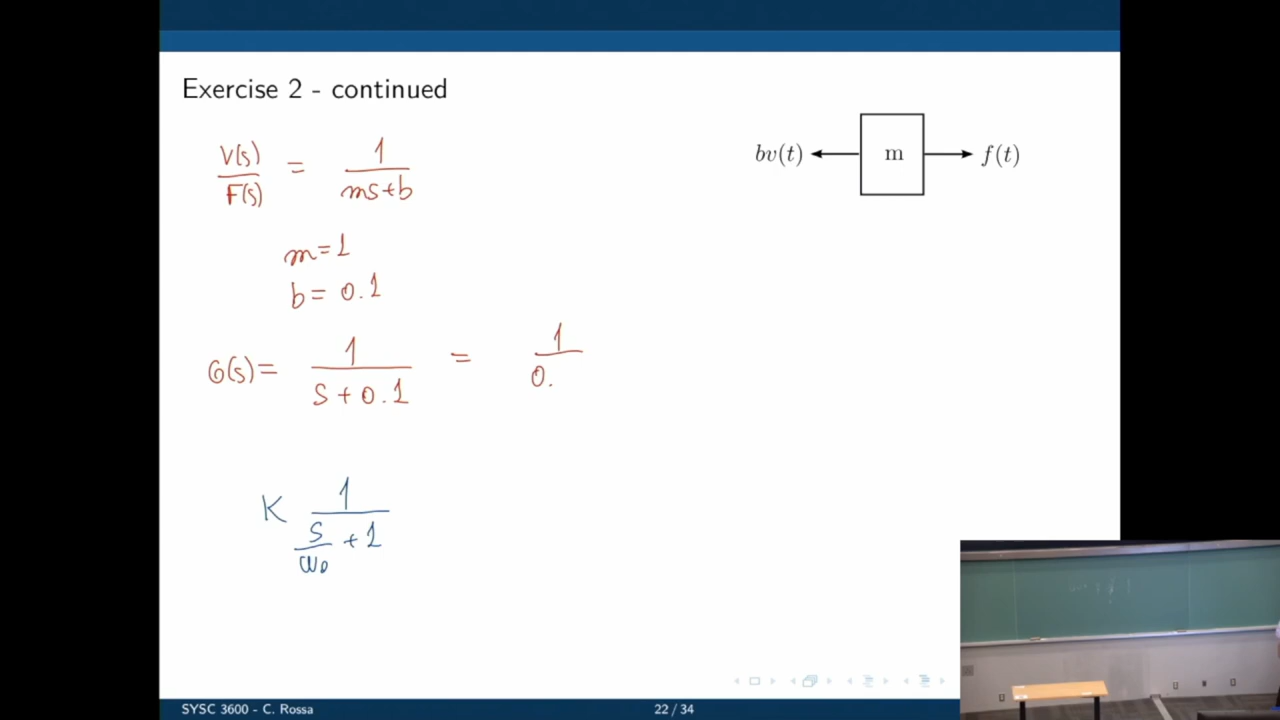 Exercise 2 - continued
V(s)/F(s) = 1/(ms+b)
bv(t) m f(t)
m=1
b=0.1
G(s)= 1/(s+0.1) = 1/0.
K 1/(s/ω0 +1)
SYSC 3600 - C. Rossa 22 / 34